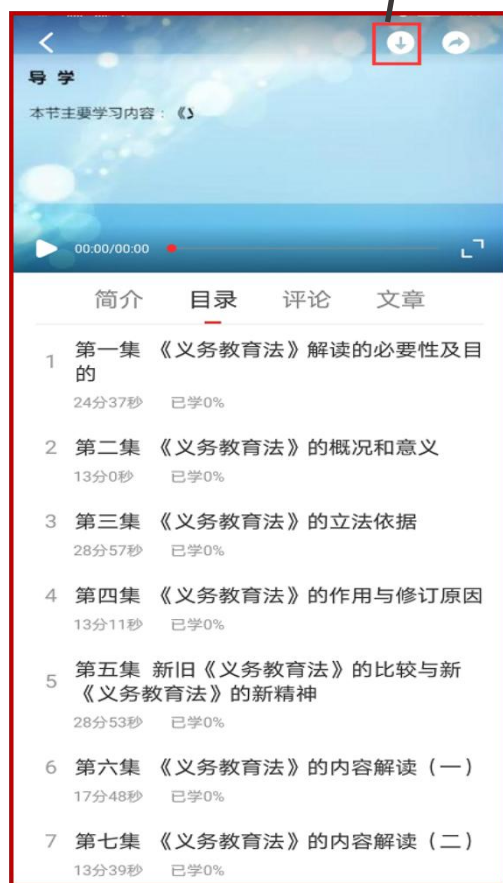 导 学
本节主要学习内容：《》
00:00/00:00
简介 目录 评论 文章
1 第一集 《义务教育法》解读的必要性及目
的
24分37秒 已学0%
2 第二集 《义务教育法》的概况和意义
13分0秒 已学0%
3 第三集 《义务教育法》的立法依据
28分57秒 已学0%
4 第四集 《义务教育法》的作用与修订原因
13分11秒 已学0%
5 第五集 新旧《义务教育法》的比较与新
《义务教育法》的新精神
28分53秒 已学0%
6 第六集 《义务教育法》的内容解读（一）
17分48秒 已学0%
7 第七集 《义务教育法》的内容解读（二）
13分39秒 已学0%